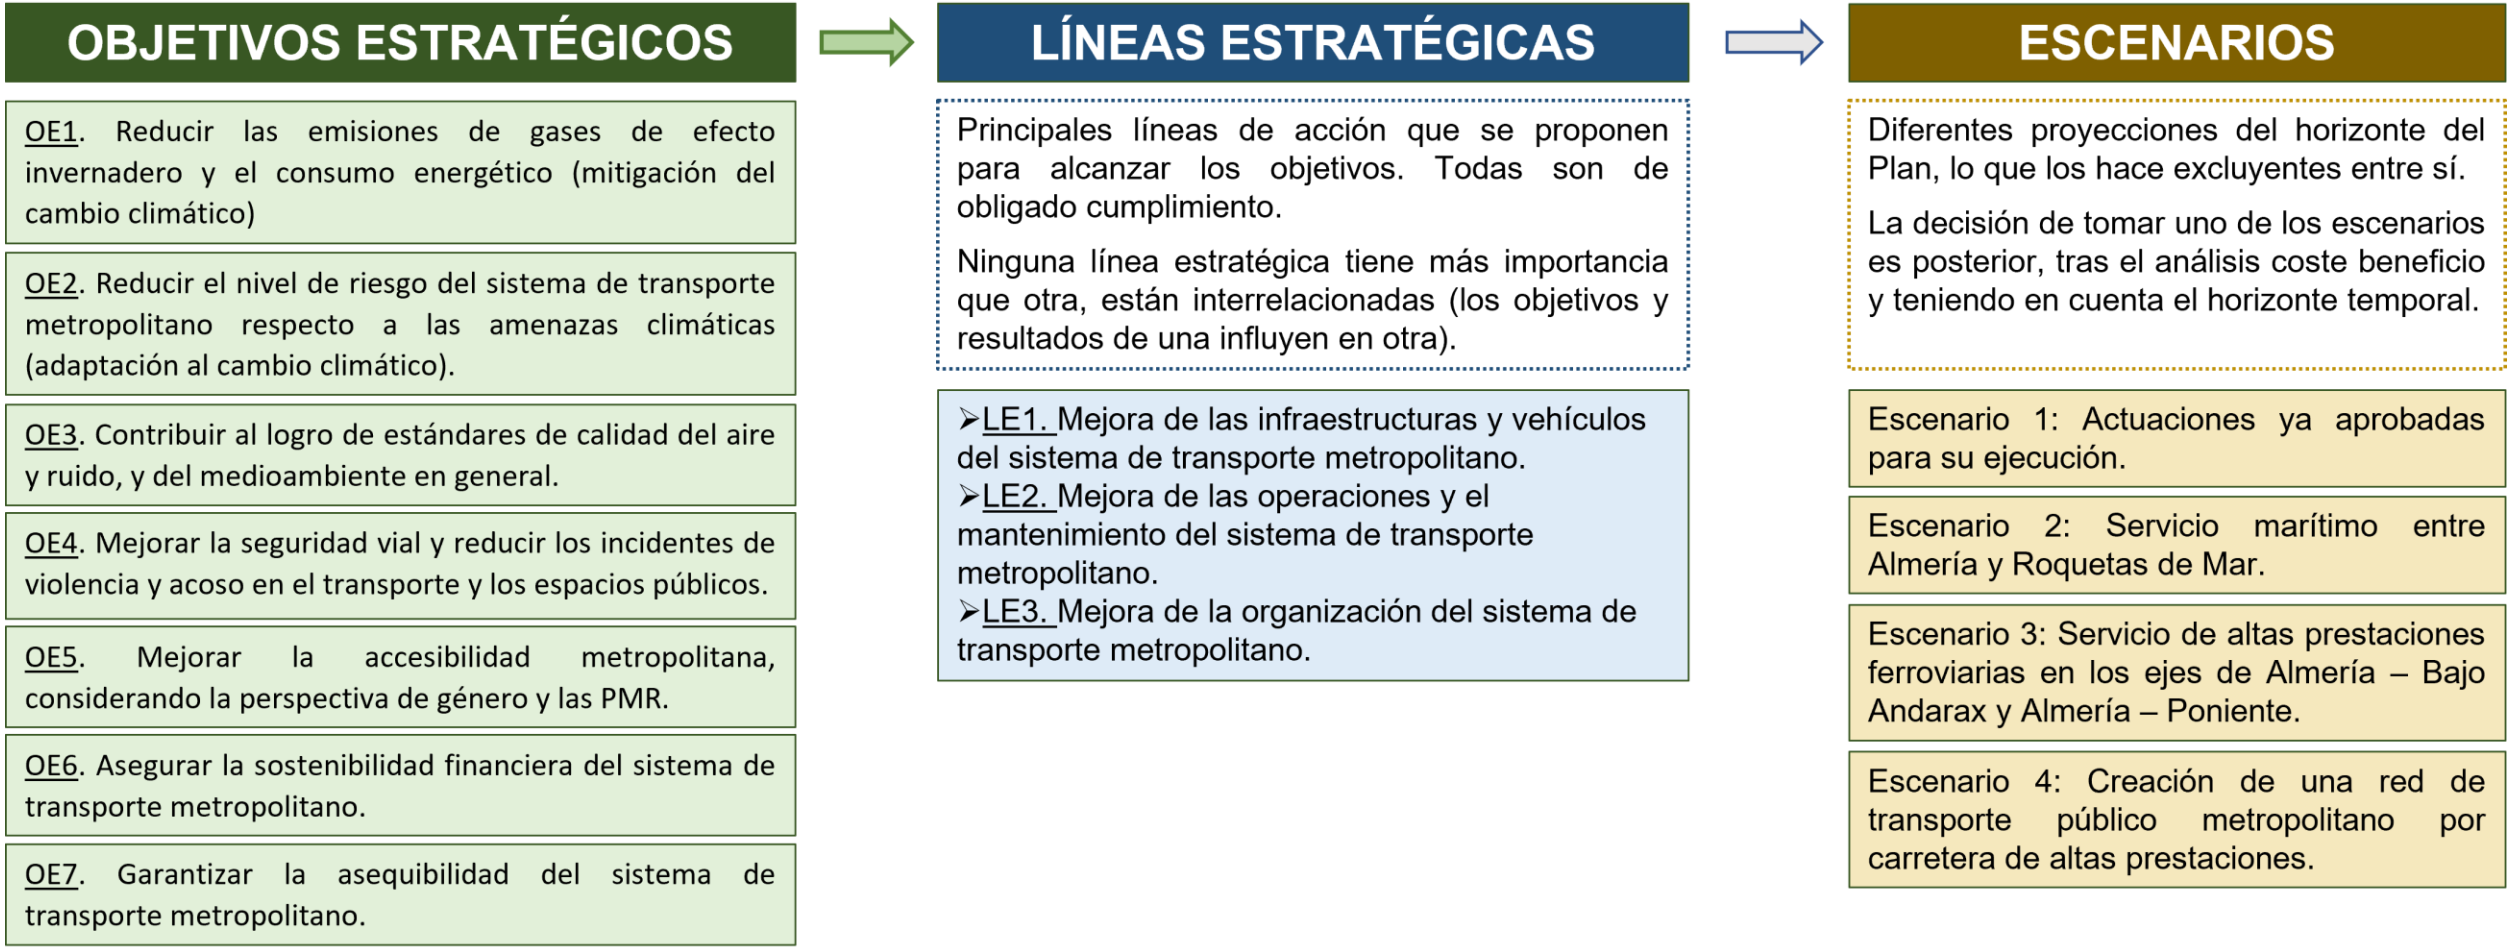 OBJETIVOS ESTRATÉGICOS
OE1. Reducir las emisiones de gases de efecto
invernadero y el consumo energético (mitigación del
cambio climático)
OE2. Reducir el nivel de riesgo del sistema de transporte
metropolitano respecto a las amenazas climáticas
(adaptación al cambio climático).
OE3. Contribuir al logro de estándares de calidad del aire
y ruido, y del medioambiente en general.
OE4. Mejorar la seguridad vial y reducir los incidentes de
violencia y acoso en el transporte y los espacios públicos.
OE5. Mejorar la accesibilidad metropolitana,
considerando la perspectiva de género y las PMR.
OE6. Asegurar la sostenibilidad financiera del sistema de
transporte metropolitano.
OE7. Garantizar la asequibilidad del sistema de
transporte metropolitano.
LÍNEAS ESTRATÉGICAS
Principales líneas de acción que se proponen
para alcanzar los objetivos. Todas son de
obligado cumplimiento.
Ninguna línea estratégica tiene más importancia
que otra, están interrelacionadas (los objetivos y
resultados de una influyen en otra).
➢LE1. Mejora de las infraestructuras y vehículos
del sistema de transporte metropolitano.
➢LE2. Mejora de las operaciones y el
mantenimiento del sistema de transporte
metropolitano.
➢LE3. Mejora de la organización del sistema de
transporte metropolitano.
ESCENARIOS
Diferentes proyecciones del horizonte del
Plan, lo que los hace excluyentes entre sí.
La decisión de tomar uno de los escenarios
es posterior, tras el análisis coste beneficio
y teniendo en cuenta el horizonte temporal.
Escenario 1: Actuaciones ya aprobadas
para su ejecución.
Escenario 2: Servicio marítimo entre
Almería y Roquetas de Mar.
Escenario 3: Servicio de altas prestaciones
ferroviarias en los ejes de Almería – Bajo
Andarax y Almería – Poniente.
Escenario 4: Creación de una red de
transporte público metropolitano por
carretera de altas prestaciones.